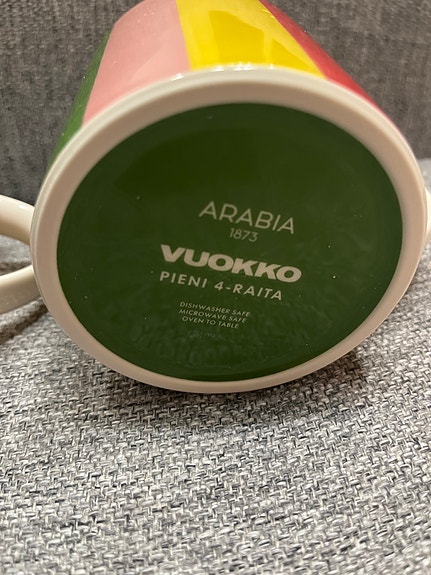 ARABIA
1873
VUOKKO
PIENI 4-RAITA
DISHWASHER SAFE
MICROWAVE SAFE
OVEN TO TABLE